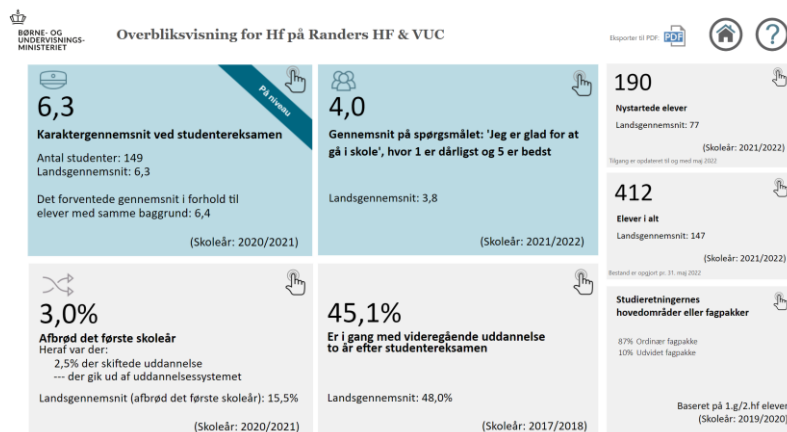 BØRNE- OG
UNDERVISNINGS-
MINISTERIET
Overbliksvisning for Hf på Randers HF & VUC
Eksporter til PDF:
PDF
?
6,3
På niveau
Karaktergennemsnit ved studentereksamen
Antal studenter: 149
Landsgennemsnit: 6,3
Det forventede gennemsnit i forhold til
elever med samme baggrund: 6,4
(Skoleår: 2020/2021)
4,0
Gennemsnit på spørgsmålet: 'Jeg er glad for at
gå i skole', hvor 1 er dårligst og 5 er bedst
Landsgennemsnit: 3,8
(Skoleår: 2021/2022)
190
Nystartede elever
Landsgennemsnit: 77
(Skoleår: 2021/2022)
Tilgang er opdateret til og med maj 2022
412
Elever i alt
Landsgennemsnit: 147
(Skoleår: 2021/2022)
Bestand er opgjort pr. 31. maj 2022
3,0%
Afbrød det første skoleår
Heraf var der:
2,5% der skiftede uddannelse
--- der gik ud af uddannelsessystemet
Landsgennemsnit (afbrød det første skoleår): 15,5%
(Skoleår: 2020/2021)
45,1%
Er i gang med videregående uddannelse
to år efter studentereksamen
Landsgennemsnit: 48,0%
(Skoleår: 2017/2018)
Studieretningernes
hovedområder eller fagpakker
87% Ordinær fagpakke
10% Udvidet fagpakke
Baseret på 1.g/2.hf elever
(Skoleår: 2019/2020)